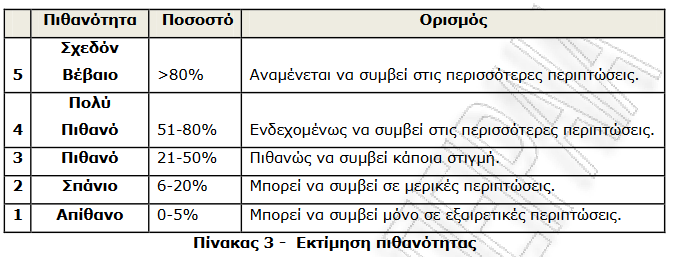 Πιθανότητα Ποσοστό Ορισμός
5 Σχεδόν
Βέβαιο >80% Αναμένεται να συμβεί στις περισσότερες περιπτώσεις.
4 Πολύ
Πιθανό 51-80% Ενδεχομένως να συμβεί στις περισσότερες περιπτώσεις.
3 Πιθανό 21-50% Πιθανώς να συμβεί κάποια στιγμή.
2 Σπάνιο 6-20% Μπορεί να συμβεί σε μερικές περιπτώσεις.
1 Απίθανο 0-5% Μπορεί να συμβεί μόνο σε εξαιρετικές περιπτώσεις.
Πίνακας 3 - Εκτίμηση πιθανότητας